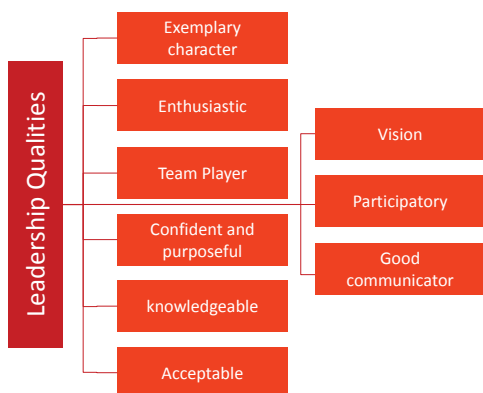 Leadership Qualities
Exemplary
character
Enthusiastic
Team Player
Confident and
purposeful
knowledgeable
Acceptable
Vision
Participatory
Good
communicator